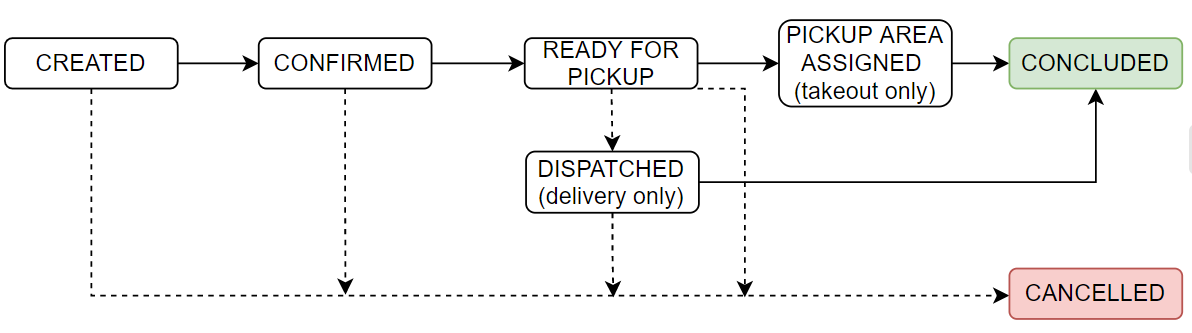 CREATED
CONFIRMED
READY FOR
PICKUP
PICKUP AREA
ASSIGNED
(takeout only)
CONCLUDED
DISPATCHED
(delivery only)
CANCELLED